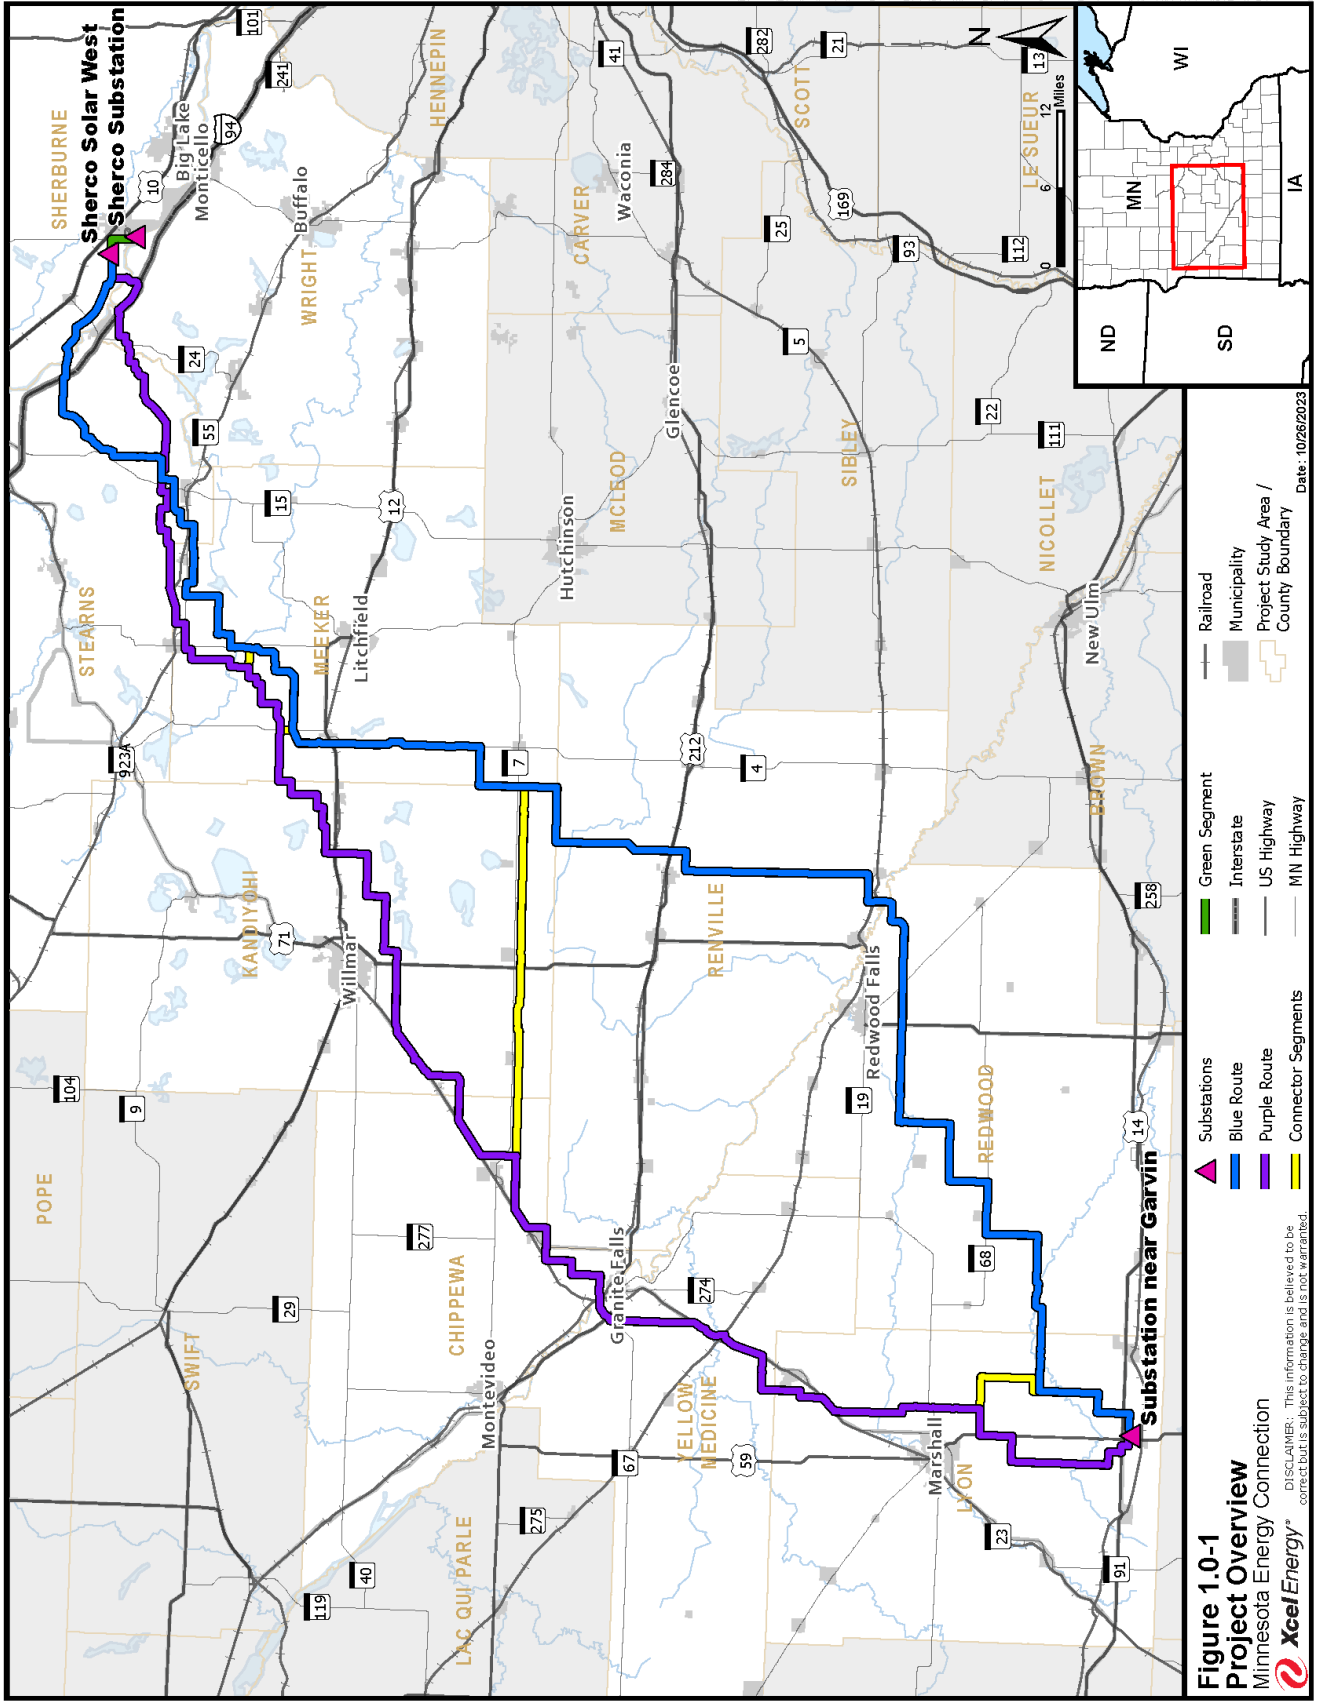 SHERBURNE
Sherco Solar West
Sherco Substation
Big Lake
Monticello
101
241
94
10
HENNEPIN
Buffalo
WRIGHT
24
55
15
12
STEARNS
923A
MEEKER
Litchfield
KANDIYOHI
71
Willmar
POPE
104
9
277
29
SWIFT
CHIPPEWA
Montevideo
40
119
LAC QUI PARLE
275
67
59
YELLOW
MEDICINE
Granite Falls
274
Marshall
LYON
23
91
68
REDWOOD
Redwood Falls
19
RENVILLE
212
7
4
Hutchinson
MCLEOD
Glencoe
CARVER
Waconia
284
41
282
21
SCOTT
13
LE SUEUR
169
25
93
112
5
SIBLEY
22
111
NICOLLET
New Ulm
BROWN
258
14
Substation near Garvin
N
0 6 12
Miles
ND
MN
WI
SD
IA
Figure 1.0-1
Project Overview
Minnesota Energy Connection
Xcel Energy®
DISCLAIMER: This information is believed to be
correct but is subject to change and is not warranted.
Substations
Blue Route
Purple Route
Connector Segments
Green Segment
Interstate
US Highway
MN Highway
Railroad
Municipality
Project Study Area /
County Boundary
Date: 10/26/2023